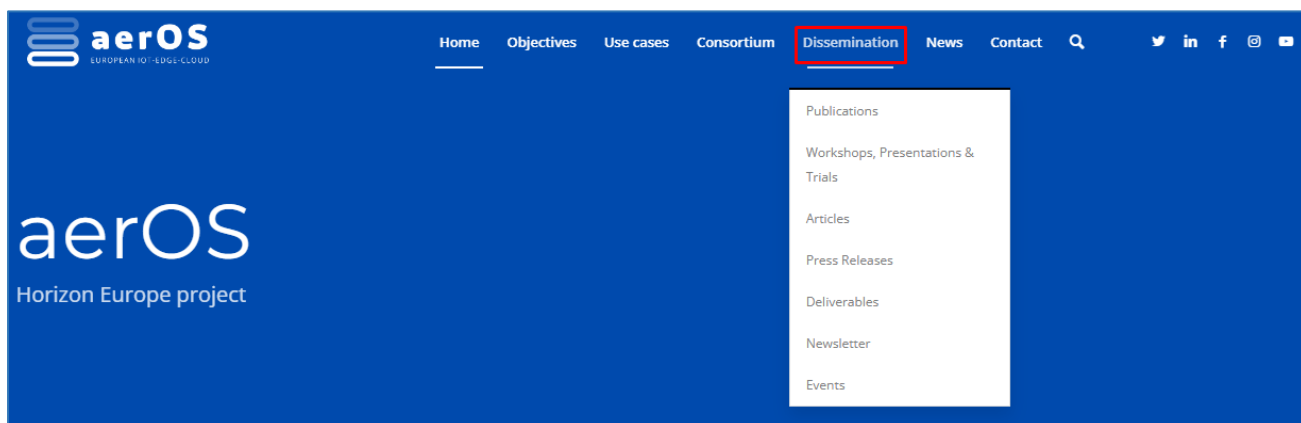 aerOS
EUROPEAN IOT-EDGE-CLOUD
Home Objectives Use cases Consortium Dissemination News Contact
Publications
Workshops, Presentations &
Trials
Articles
Press Releases
Deliverables
Newsletter
Events
aerOS
Horizon Europe project